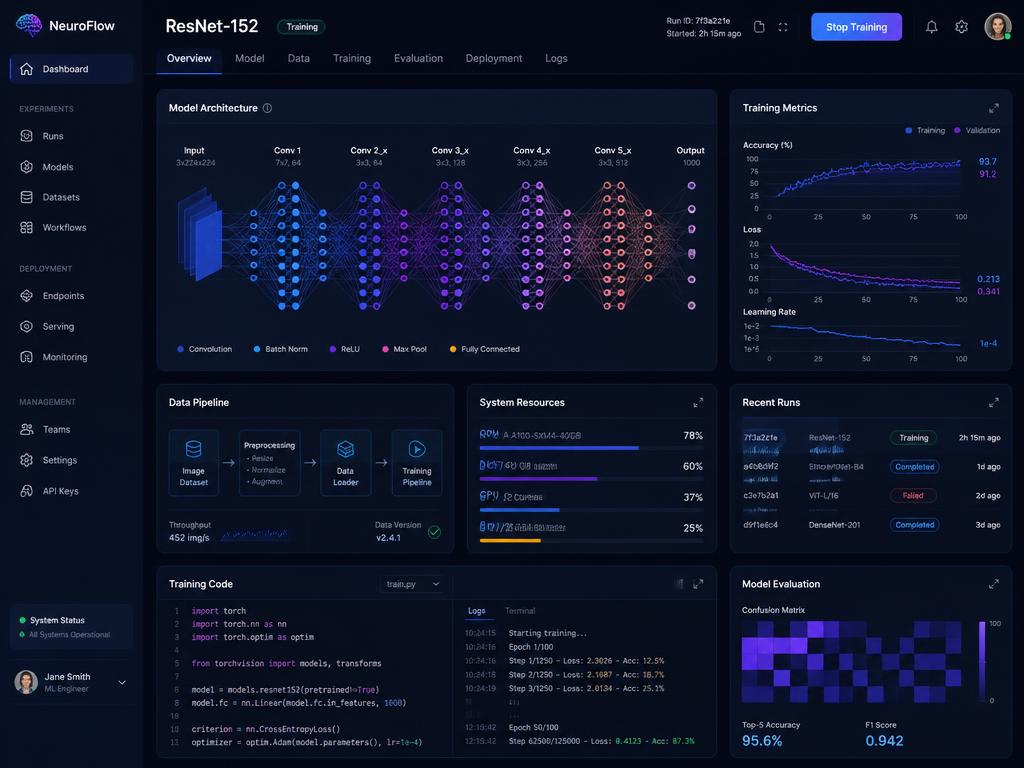 NeuroFlow
Dashboard
EXPERIMENTS
Runs
Models
Datasets
Workflows
DEPLOYMENT
Endpoints
Serving
Monitoring
MANAGEMENT
Teams
Settings
API Keys
System Status
All Systems Operational
Jane Smith
ML Engineer
ResNet-152
Training
Run ID: 7f3a2z1e
Started: 2h 15m ago
Stop Training
Overview
Model
Data
Training
Evaluation
Deployment
Logs
Model Architecture
Input
3x224x224
Conv 1
7x7, 64
Conv 2_x
3x3, 64
Conv 3_x
3x3, 128
Conv 4_x
3x3, 256
Conv 5_x
3x3, 512
Output
1000
Convolution
Batch Norm
ReLU
Max Pool
Fully Connected
Training Metrics
Training
Validation
Accuracy (%)
100
75
50
25
0
93.7
91.2
0 25 50 75 100
Loss
2.0
1.5
1.0
0.5
0.0
0.213
0.341
0 25 50 75 100
Learning Rate
1e-2
1e-3
1e-4
0 25 50 75 100
Data Pipeline
Image
Dataset
Preprocessing
- Resize
- Normalize
- Augment
Data
Loader
Training
Pipeline
Throughput
452 img/s
Data Version
v2.4.1
System Resources
A A100-SXM4-40GB
78%
60%
37%
25%
Recent Runs
ResNet-152 Training 2h 15m ago
Completed 1d ago
c3e7b2a1 ViT-L/16 Failed 2d ago
d9f1e6c4 DenseNet-201 Completed 3d ago
Training Code
train.py
1 import torch
2 import torch.nn as nn
3 import torch.optim as optim
4
5 from torchvision import models, transforms
7
6 model = models.resnet152(pretrained!=True)
8 model.fc = nn.Linear(model.fc.in_features, 1000)
10
10 criterion = nn.CrossEntropyLoss()
11 optimizer = optim.Adam(model.parameters(), lr=1e-4)
Logs
Terminal
10:24:15 Starting training...
10:24:16 Epoch 1/100
10:24:16 Step 1/1250 - Loss: 2.3026 - Acc: 12.5%
10:24:18 Step 2/1250 - Loss: 2.1087 - Acc: 18.7%
10:24:19 Step 3/1250 - Loss: 2.0134 - Acc: 25.1%
...
12:15:42 Epoch 50/100
12:15:42 Step 62500/125000 - Loss: 0.4123 - Acc: 87.3%
Model Evaluation
Confusion Matrix
100
0
Top-5 Accuracy
95.6%
F1 Score
0.942